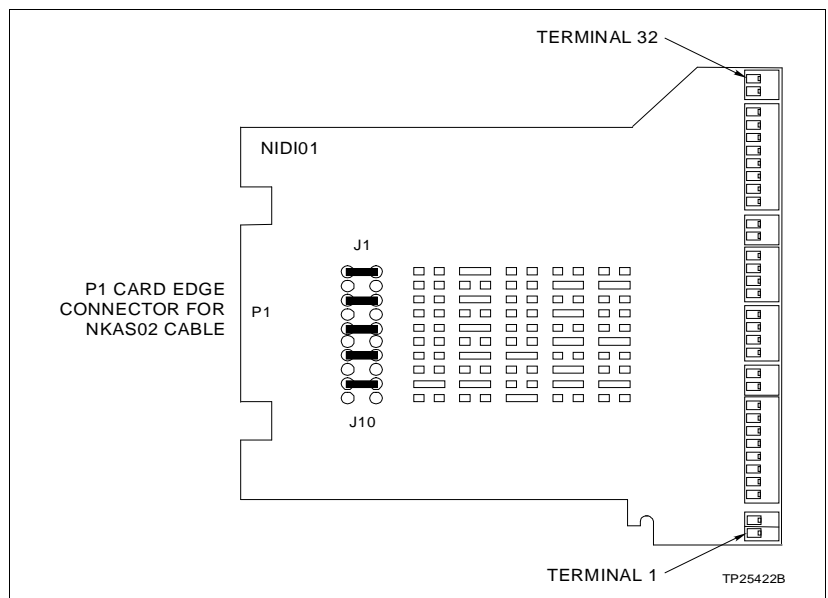 TERMINAL 32
NIDI01
J1
P1 CARD EDGE
CONNECTOR FOR
NKAS02 CABLE
P1
J10
TERMINAL 1
TP25422B